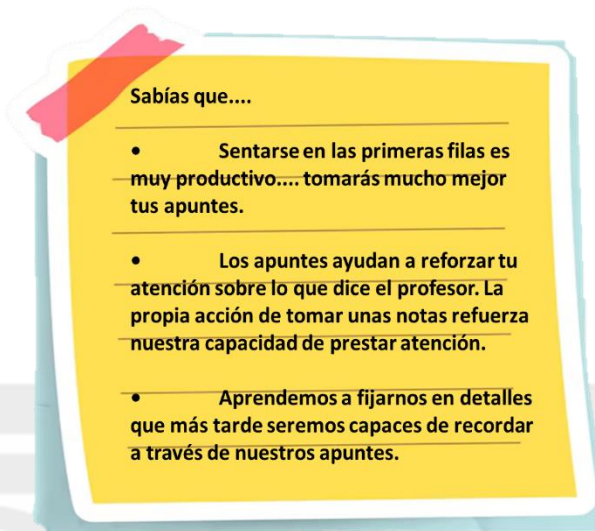 Sabías que....
• Sentarse en las primeras filas es
muy productivo.... tomarás mucho mejor
tus apuntes.
• Los apuntes ayudan a reforzar tu
atención sobre lo que dice el profesor. La
propia acción de tomar unas notas refuerza
nuestra capacidad de prestar atención.
• Aprendemos a fijarnos en detalles
que más tarde seremos capaces de recordar
a través de nuestros apuntes.